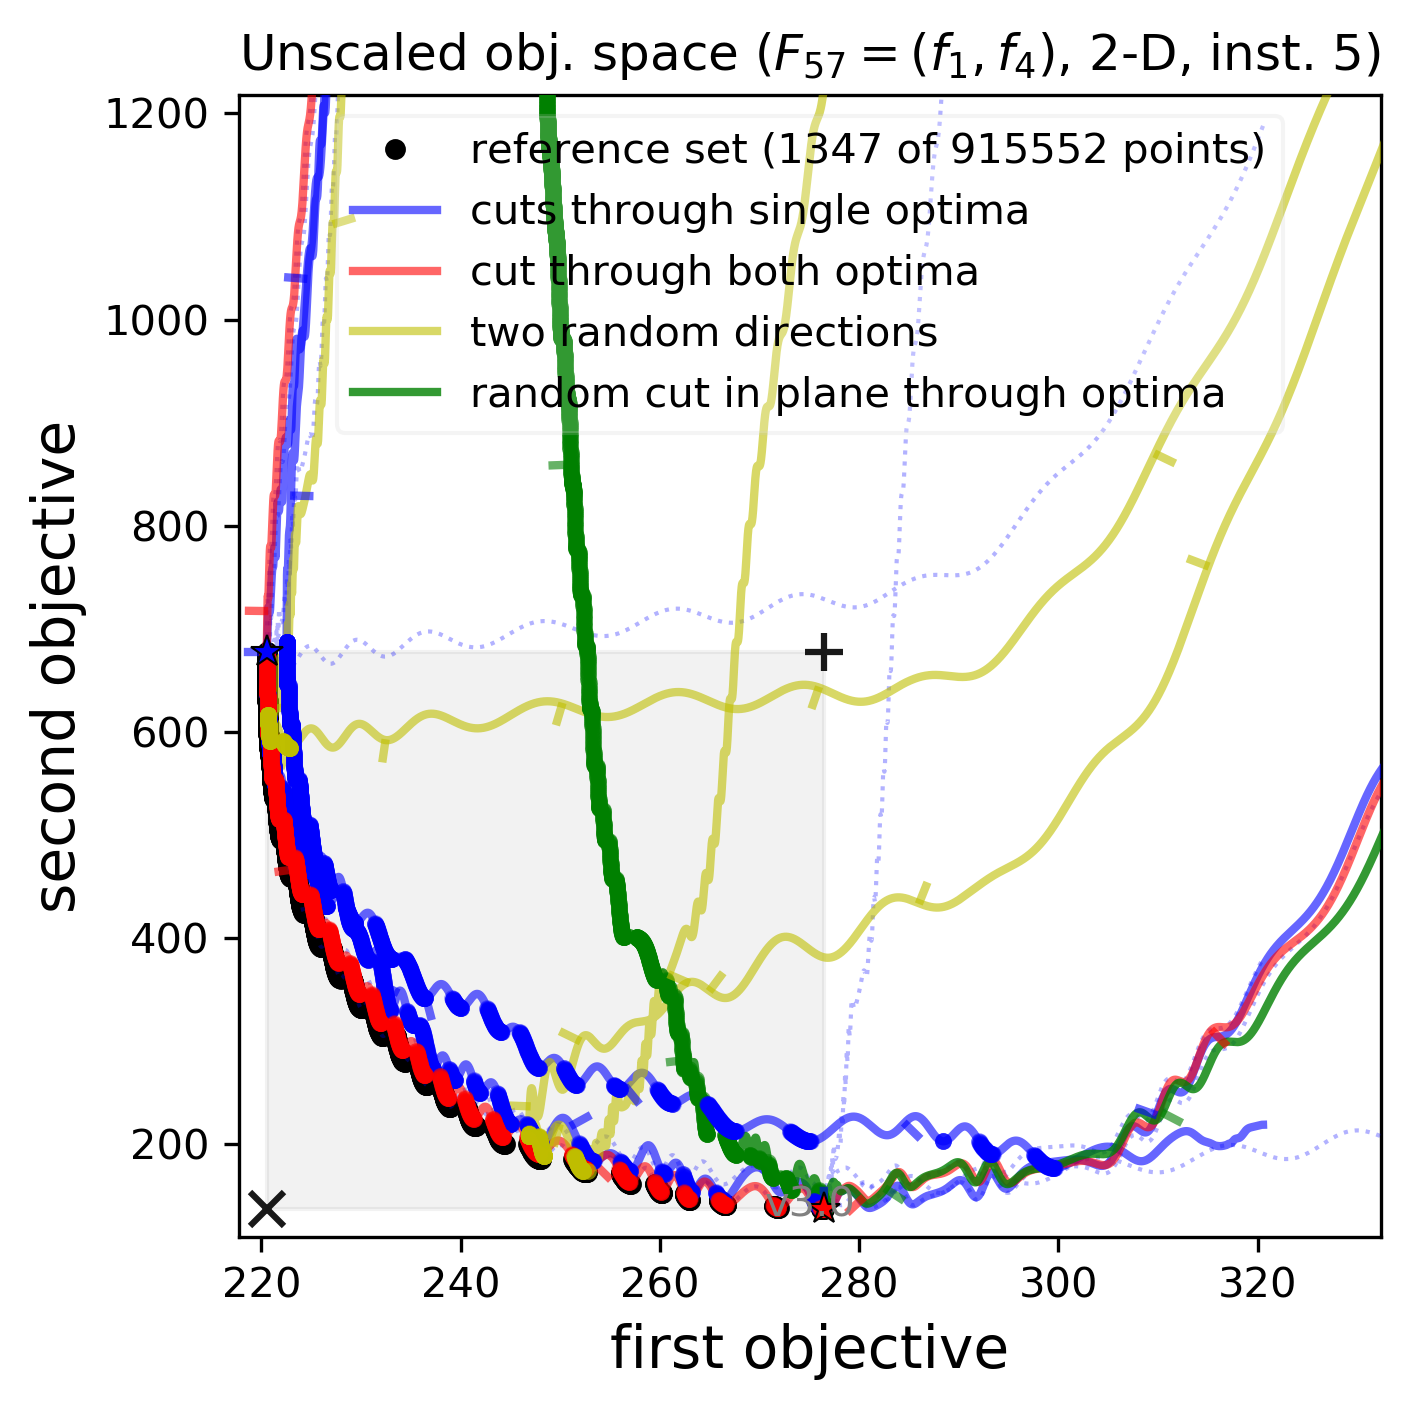 Unscaled obj. space (F57 = (f1, f4), 2-D, inst. 5)
1200
1000
800
600
400
200
second objective
reference set (1347 of 915552 points)
cuts through single optima
cut through both optima
two random directions
random cut in plane through optima
220
240
260
280
300
320
first objective